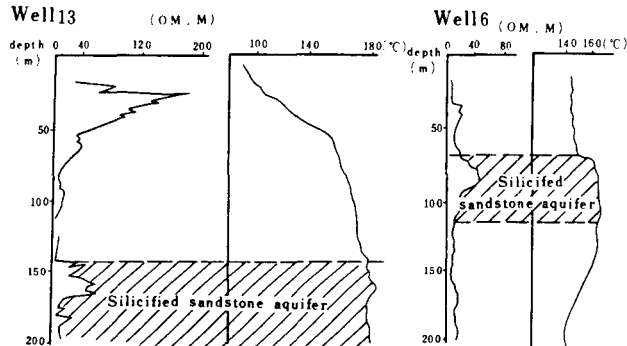 Well13 (OM.M)
depth (m) 0 40 120 200 100 140 180(°C)
50
100
150
Silicified sandstone aquifer
200
Well6 (OM.M)
depth (m) 0 40 80 140 160(°C)
50
Silicifed
sandstone aquifer
100
150
200